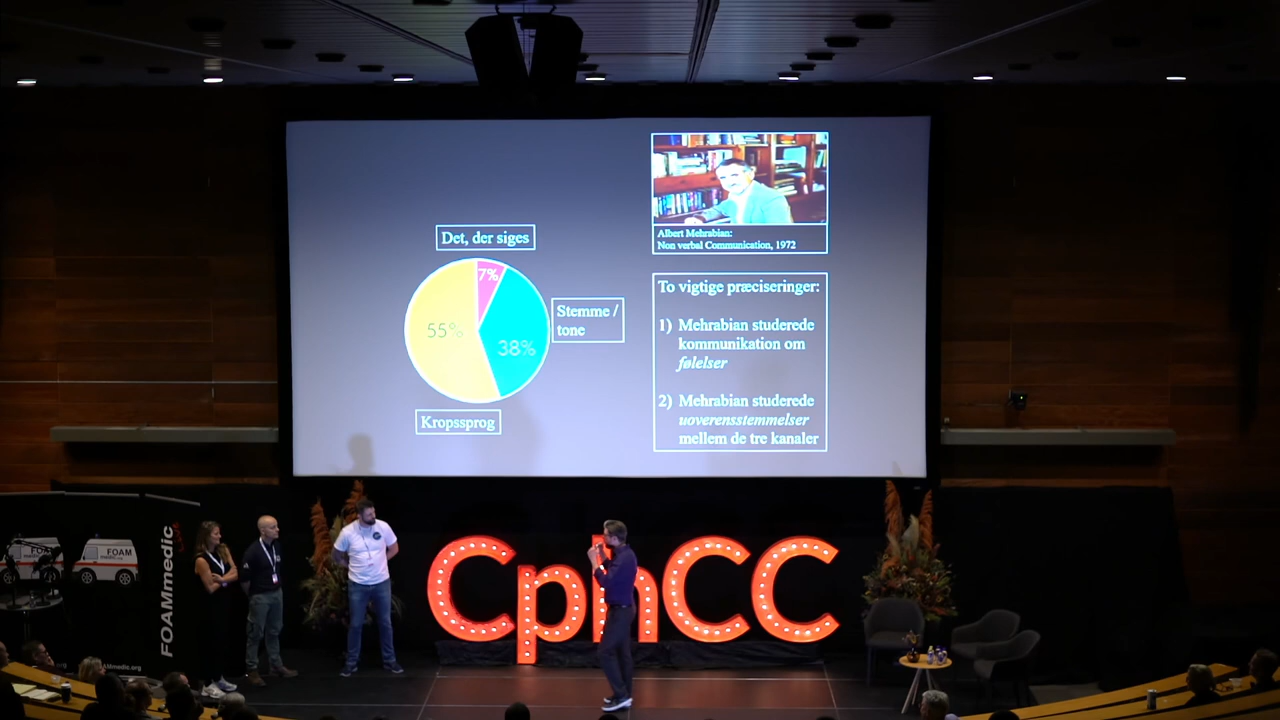 Albert Mehrabian:
Non verbal Communication, 1972
Det, der siges
7%
Stemme /
tone
55%
38%
Kropssprog
To vigtige præciseringer:
1) Mehrabian studerede
kommunikation om
følelser
2) Mehrabian studerede
uoverensstemmelser
mellem de tre kanaler
CphCC
FOAMmedic
FOAM
FOAM